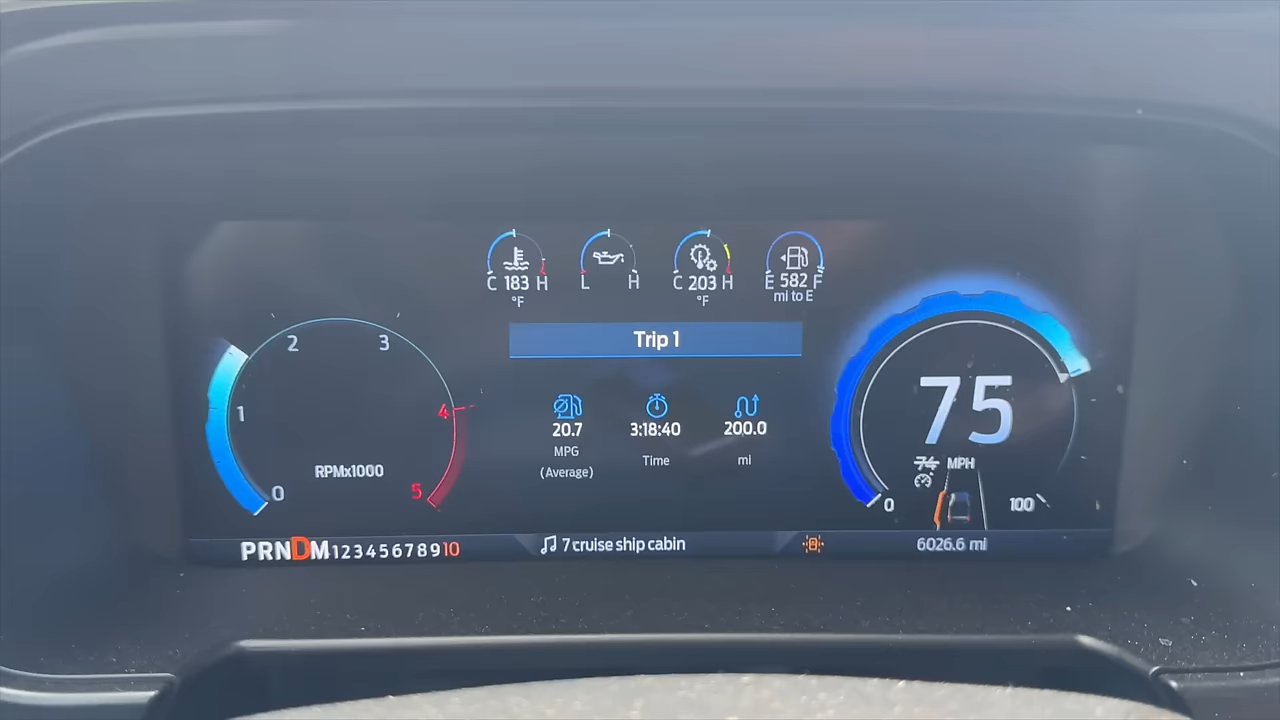 C 183 H
°F
L H
C 203 H
°F
E 582 F
mi to E
Trip 1
20.7
MPG
(Average)
3:18:40
Time
200.0
mi
0
1
2
3
4
5
RPMx1000
75
74 MPH
0
100
PRNDM12345678910
7 cruise ship cabin
6026.6 mi